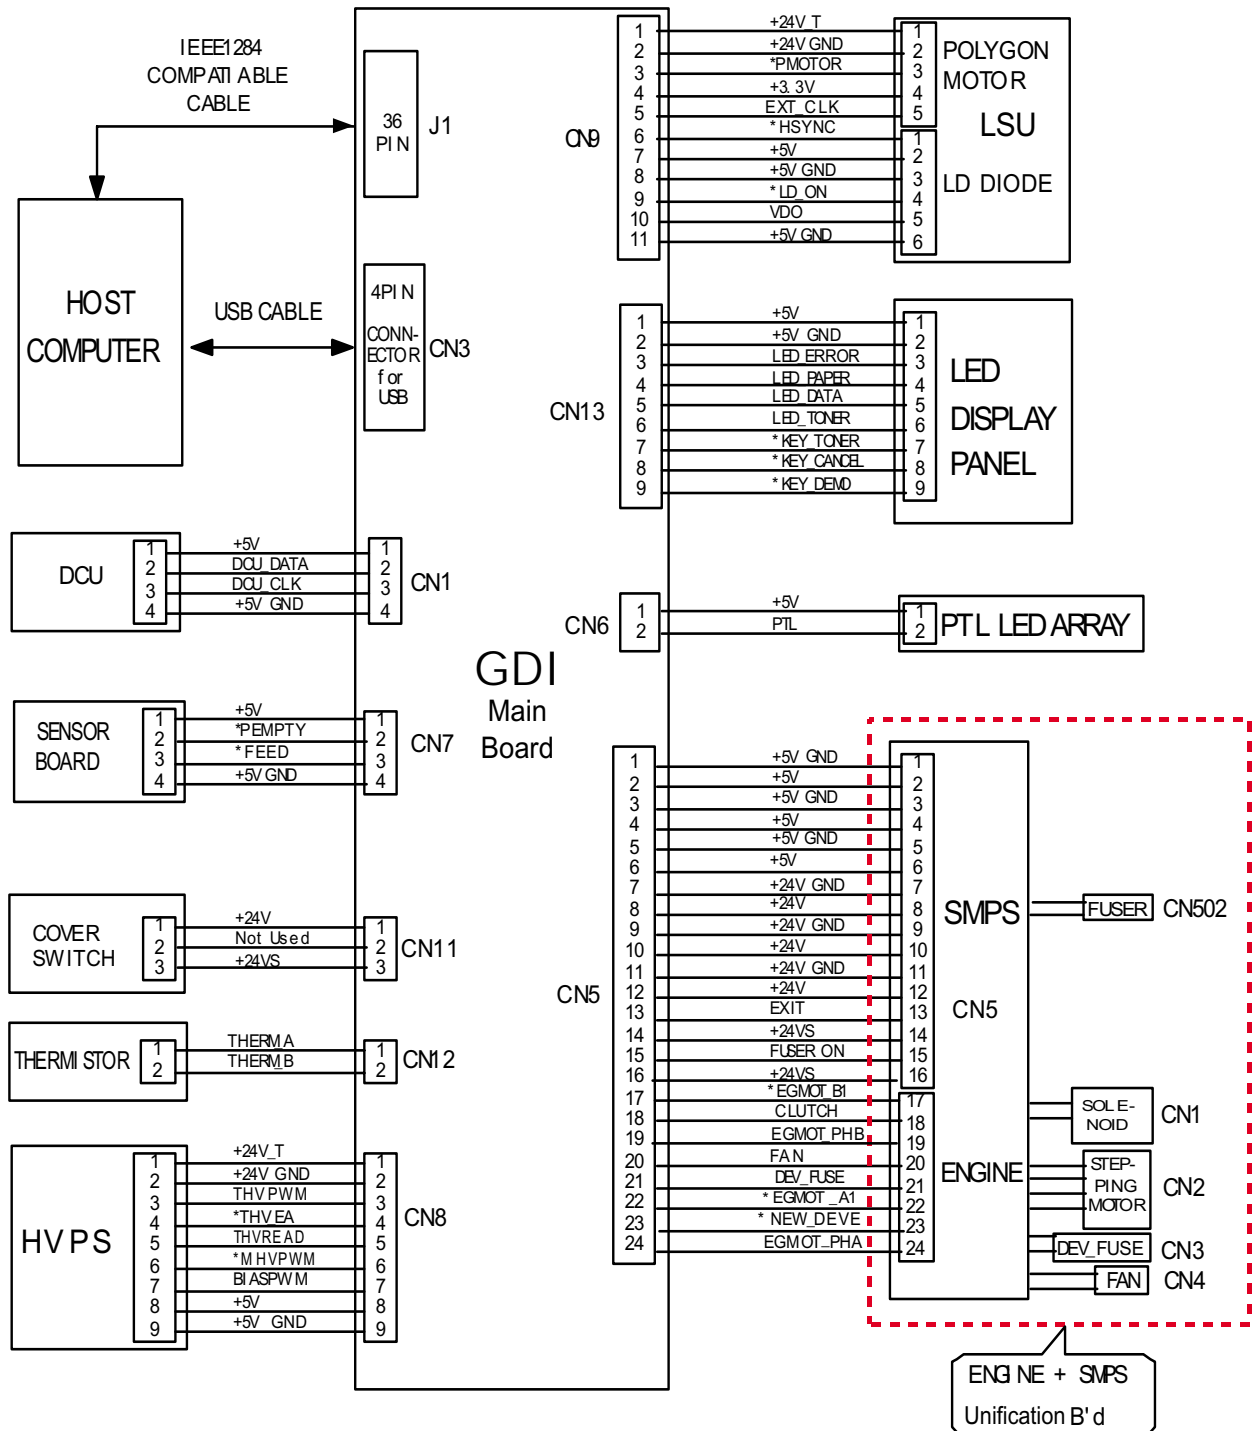 IEEE1284
COMPATIABLE
CABLE
36
PIN
J1
HOST
COMPUTER
USB CABLE
4PIN
CONN-
ECTOR
for
USB
CN3
DCU
1
2
3
4
+5V
DCU_DATA
DCU_CLK
+5V GND
1
2
3
4
CN1
SENSOR
BOARD
1
2
3
4
+5V
*PEMPTY
*FEED
+5V GND
1
2
3
4
CN7
COVER
SWITCH
1
2
3
+24V
Not Used
+24VS
1
2
3
CN11
THERMISTOR
1
2
THERM_A
THERM_B
1
2
CN12
HVPS
1
2
3
4
5
6
7
8
9
+24V_T
+24V GND
THVPWM
*THV_EA
THVREAD
*MHVPWM
BIASPWM
+5V
+5V GND
1
2
3
4
5
6
7
8
9
CN8
GDI
Main
Board
CN9
1
2
3
4
5
6
7
8
9
10
11
+24V_T
+24V GND
*PMOTOR
+3.3V
EXT_CLK
*HSYNC
+5V
+5V GND
*LD_ON
VDO
+5V GND
1
2
3
4
5
1
2
3
4
5
6
POLYGON
MOTOR
LSU
LD DIODE
CN13
1
2
3
4
5
6
7
8
9
+5V
+5V GND
LED ERROR
LED PAPER
LED_DATA
LED_TONER
*KEY_TONER
*KEY_CANCEL
*KEY_DEMO
1
2
3
4
5
6
7
8
9
LED
DISPLAY
PANEL
CN6
1
2
+5V
PTL
1
2
PTL LED ARRAY
CN5
1
2
3
4
5
6
7
8
9
10
11
12
13
14
15
16
17
18
19
20
21
22
23
24
+5V GND
+5V
+5V GND
+5V
+5V GND
+5V
+24V GND
+24V
+24V GND
+24V
+24V GND
+24V
EXIT
+24VS
FUSER ON
+24VS
*EGMOT_B1
CLUTCH
EGMOT_PHB
FAN
DEV_FUSE
*EGMOT_A1
*NEW_DEVE
EGMOT_PHA
1
2
3
4
5
6
7
8
9
10
11
12
13
14
15
16
17
18
19
20
21
22
23
24
SMPS
CN5
ENGINE
FUSER
CN502
SOLE-
NOID
CN1
STEP-
PING
MOTOR
CN2
DEV_FUSE
CN3
FAN
CN4
ENGINE + SMPS
Unification B'd